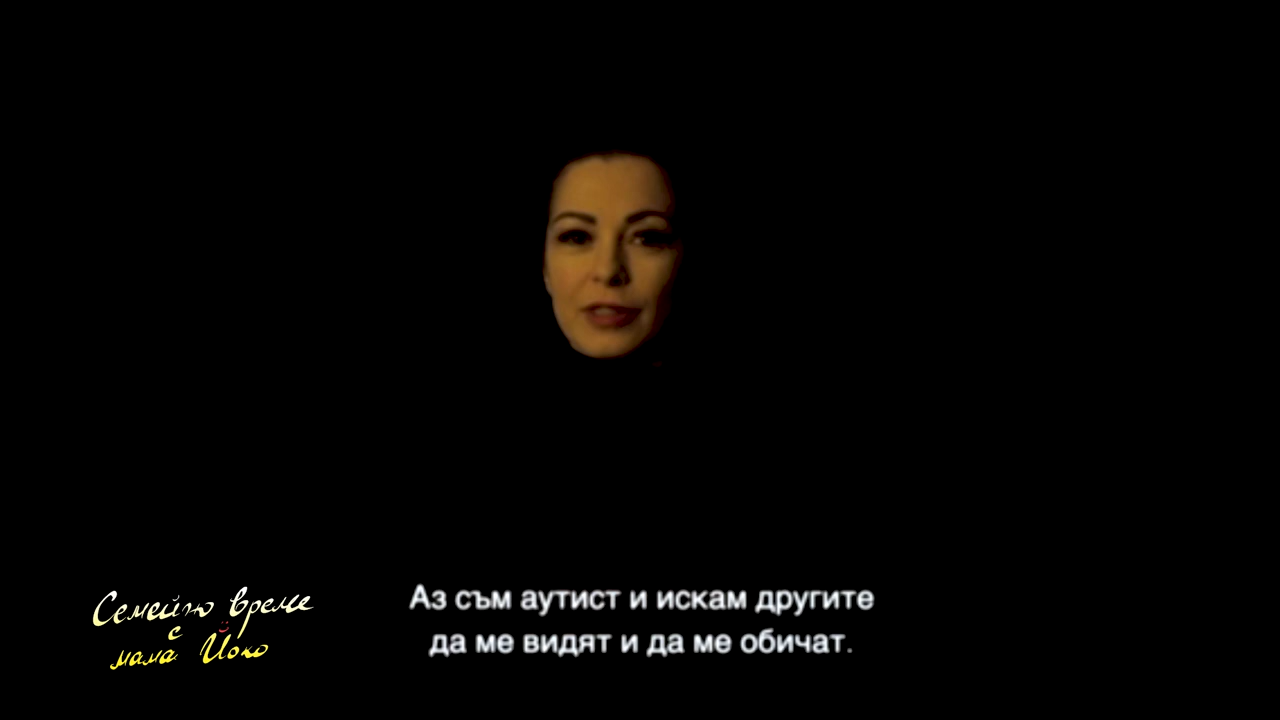 Семейно време
с
мама Йоко
Аз съм аутист и искам другите
да ме видят и да ме обичат.